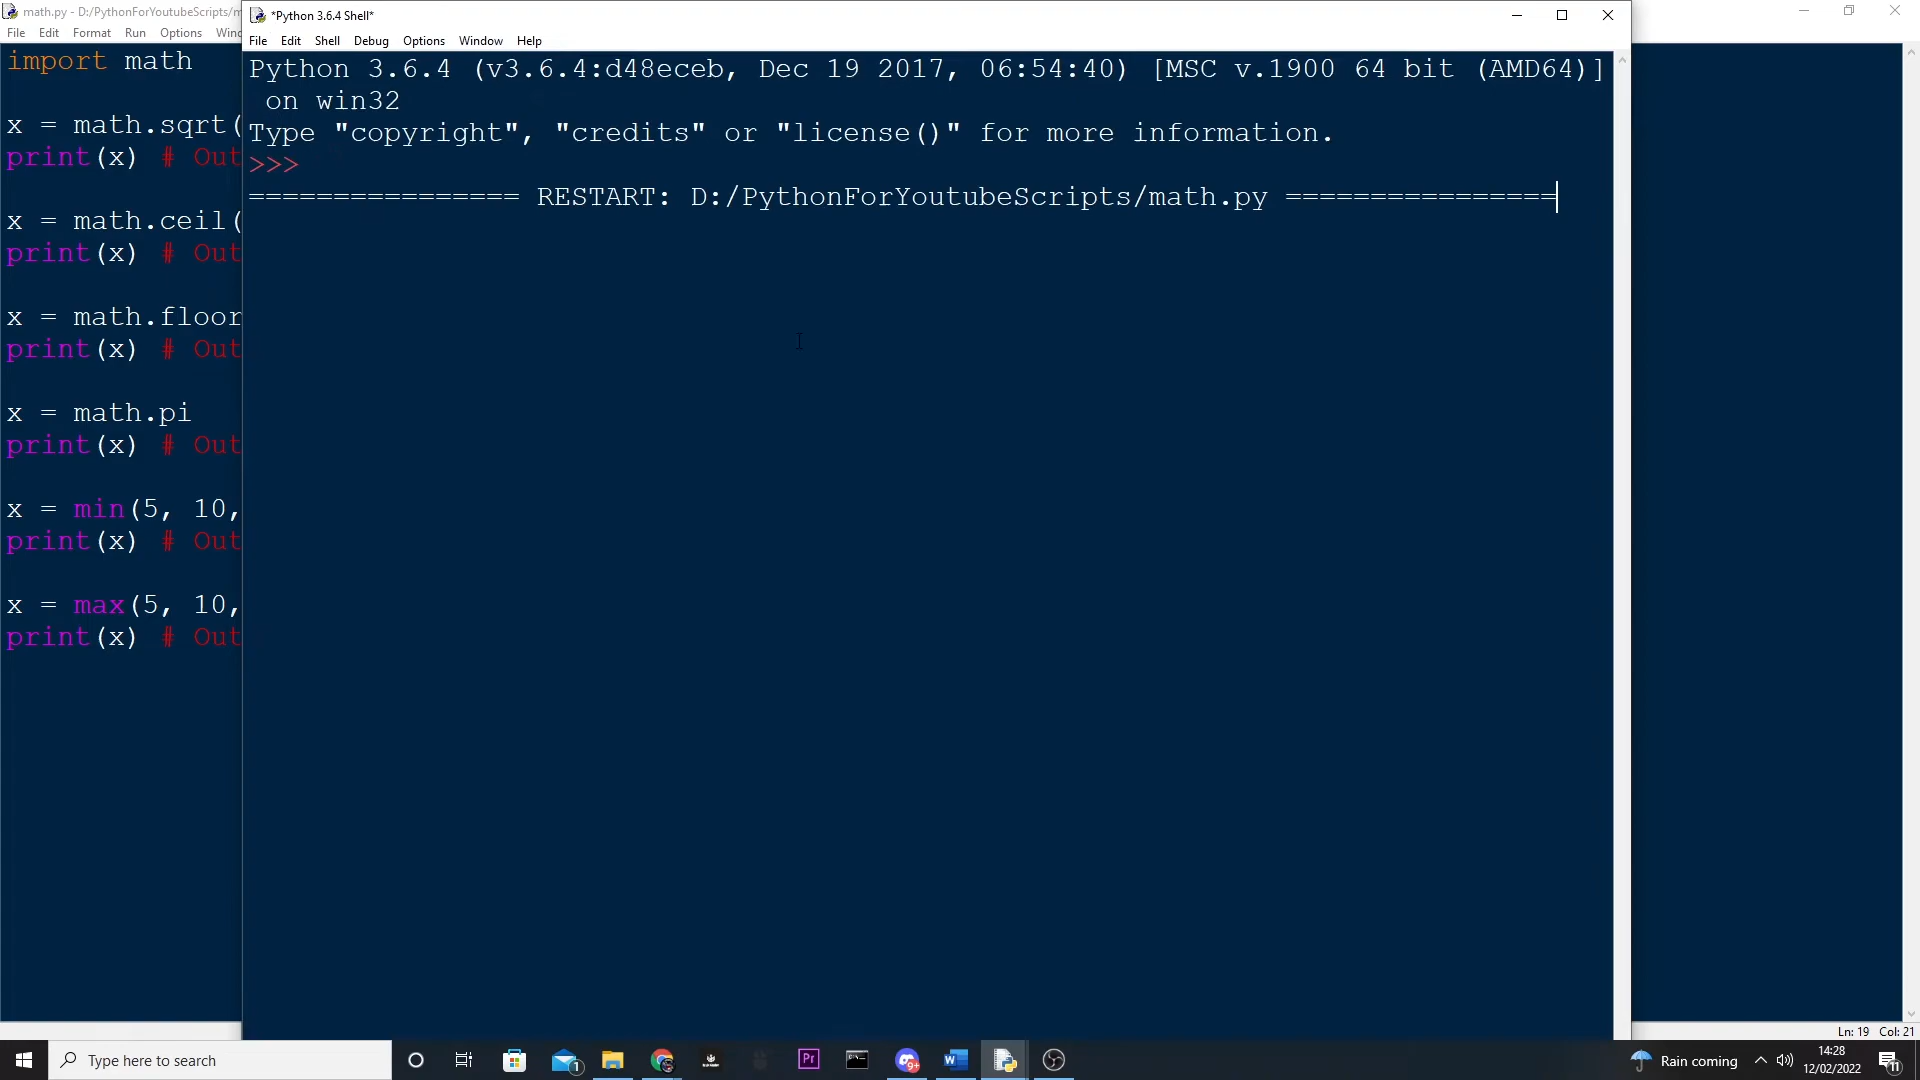 math.py - D:/PythonForYoutubeScripts/m
File Edit Format Run Options Wind
import math
x = math.sqrt(
print(x) # Out
x = math.ceil(
print(x) # Out
x = math.floor
print(x) # Out
x = math.pi
print(x) # Out
x = min(5, 10,
print(x) # Out
x = max(5, 10,
print(x) # Out
*Python 3.6.4 Shell*
File Edit Shell Debug Options Window Help
Python 3.6.4 (v3.6.4:d48eceb, Dec 19 2017, 06:54:40) [MSC v.1900 64 bit (AMD64)]
on win32
Type "copyright", "credits" or "license()" for more information.
>>>
================ RESTART: D:/PythonForYoutubeScripts/math.py ================
Ln: 19 Col: 21
Type here to search
1
Pr
9+
W
Rain coming
14:28
12/02/2022
11